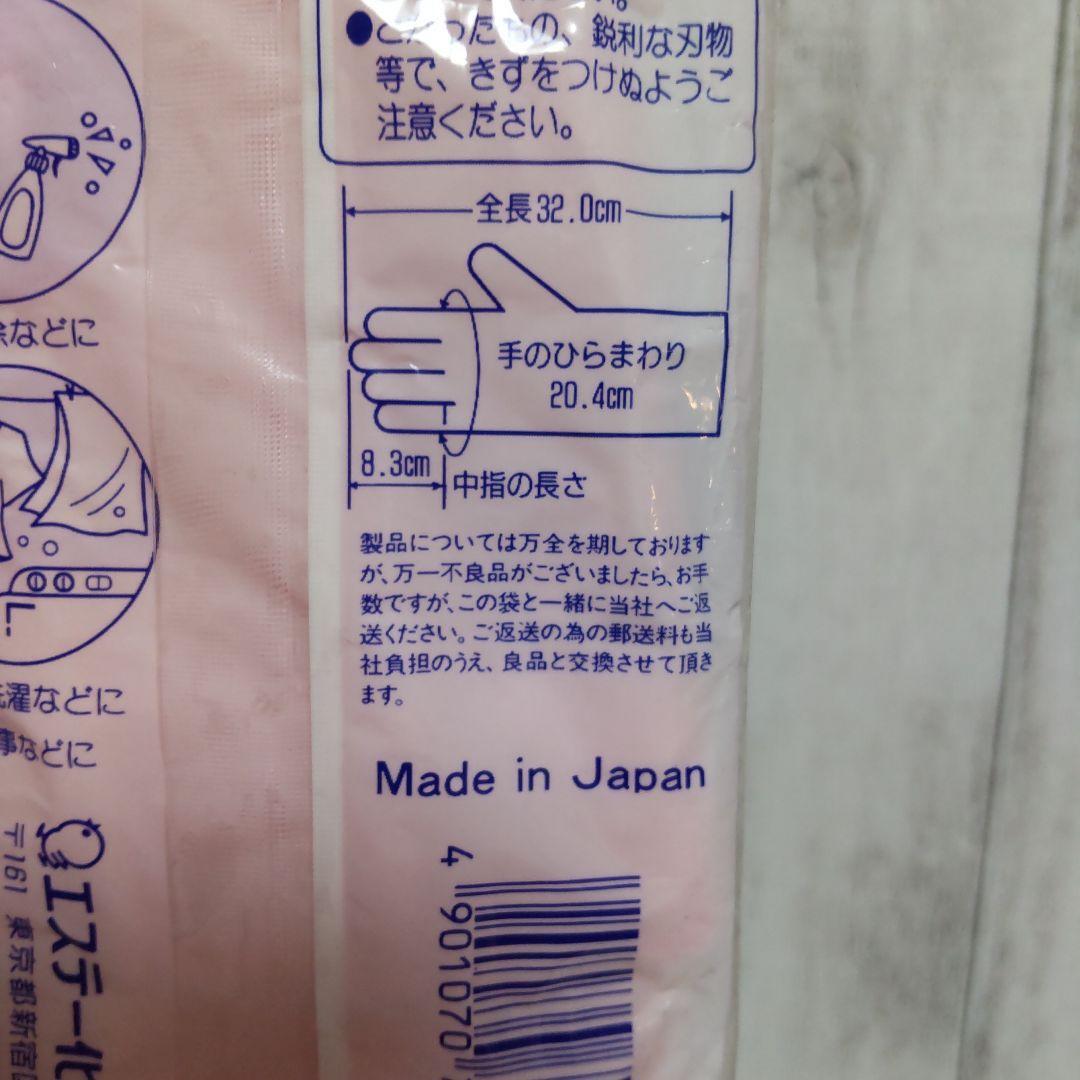 とがったもの、鋭利な刃物
等で、きずをつけぬようご
注意ください。
全長32.0cm
手のひらまわり
20.4cm
8.3cm
中指の長さ
製品については万全を期しております
が、万一不良品がございましたら、お手
数ですが、この袋と一緒に当社へご返
送ください。ご返送の為の郵送料も当
社負担のうえ、良品と交換させて頂き
ます。
Made in Japan
4 901070
などに
濯などに
などに
エステー化
〒161 東京都新宿